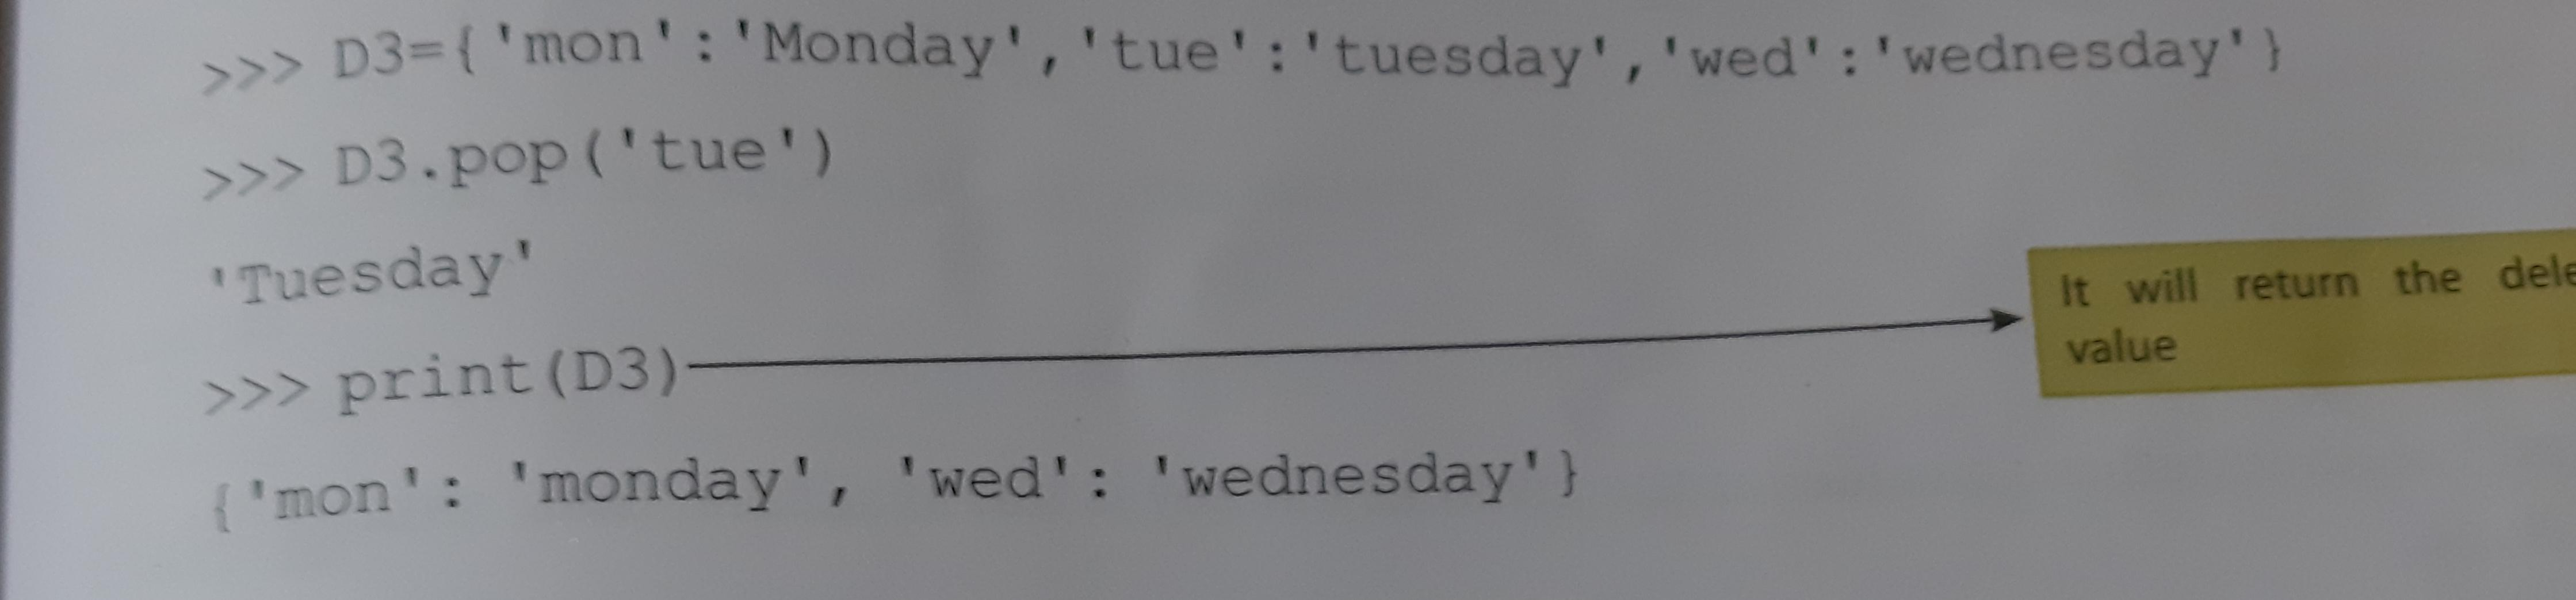 >>> D3={'mon':'Monday','tue':'tuesday','wed':'wednesday'}
>>> D3.pop('tue')
'Tuesday'
It will return the
value
>>> print(D3)
{'mon': 'monday', 'wed': 'wednesday'}